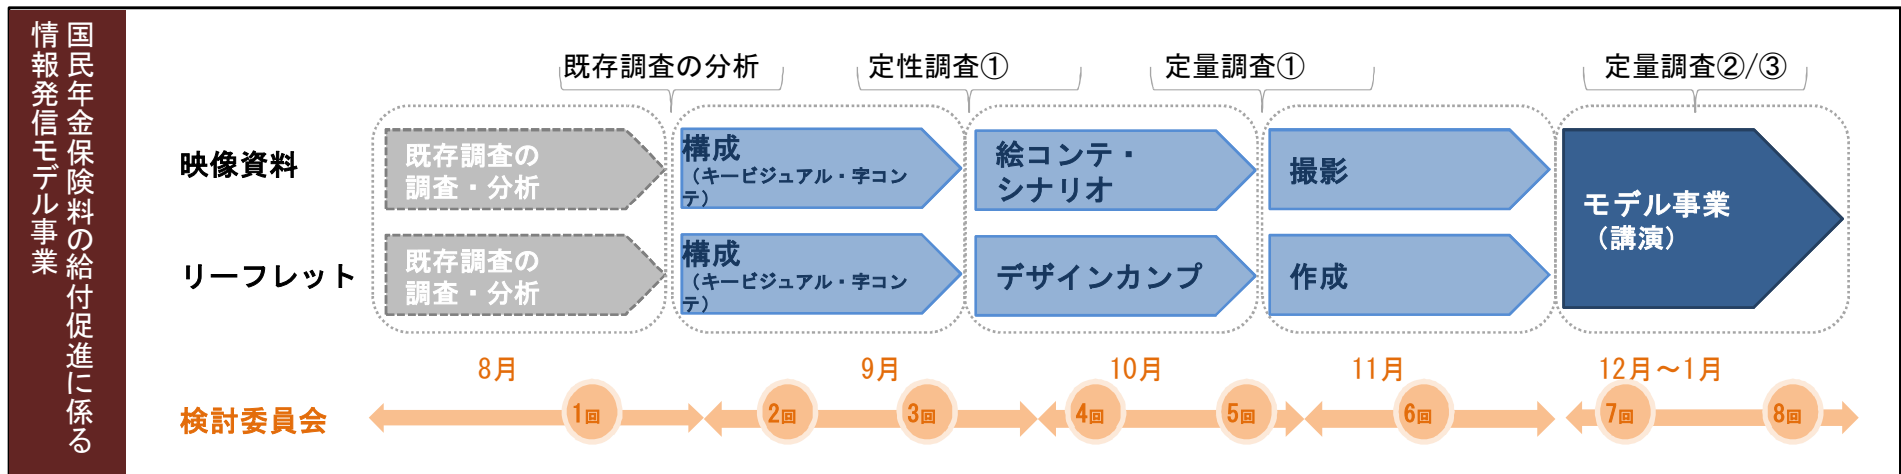 国民年金保険料の給付促進に係る
情報発信モデル事業
既存調査の分析
定性調査①
定量調査①
定量調査②/③
映像資料
既存調査の
調査・分析
構成
（キービジュアル・字コン
テ）
絵コンテ・
シナリオ
撮影
モデル事業
（講演）
リーフレット
既存調査の
調査・分析
構成
（キービジュアル・字コン
テ）
デザインカンプ
作成
8月
9月
10月
11月
12月～1月
検討委員会
1回
2回
3回
4回
5回
6回
7回
8回